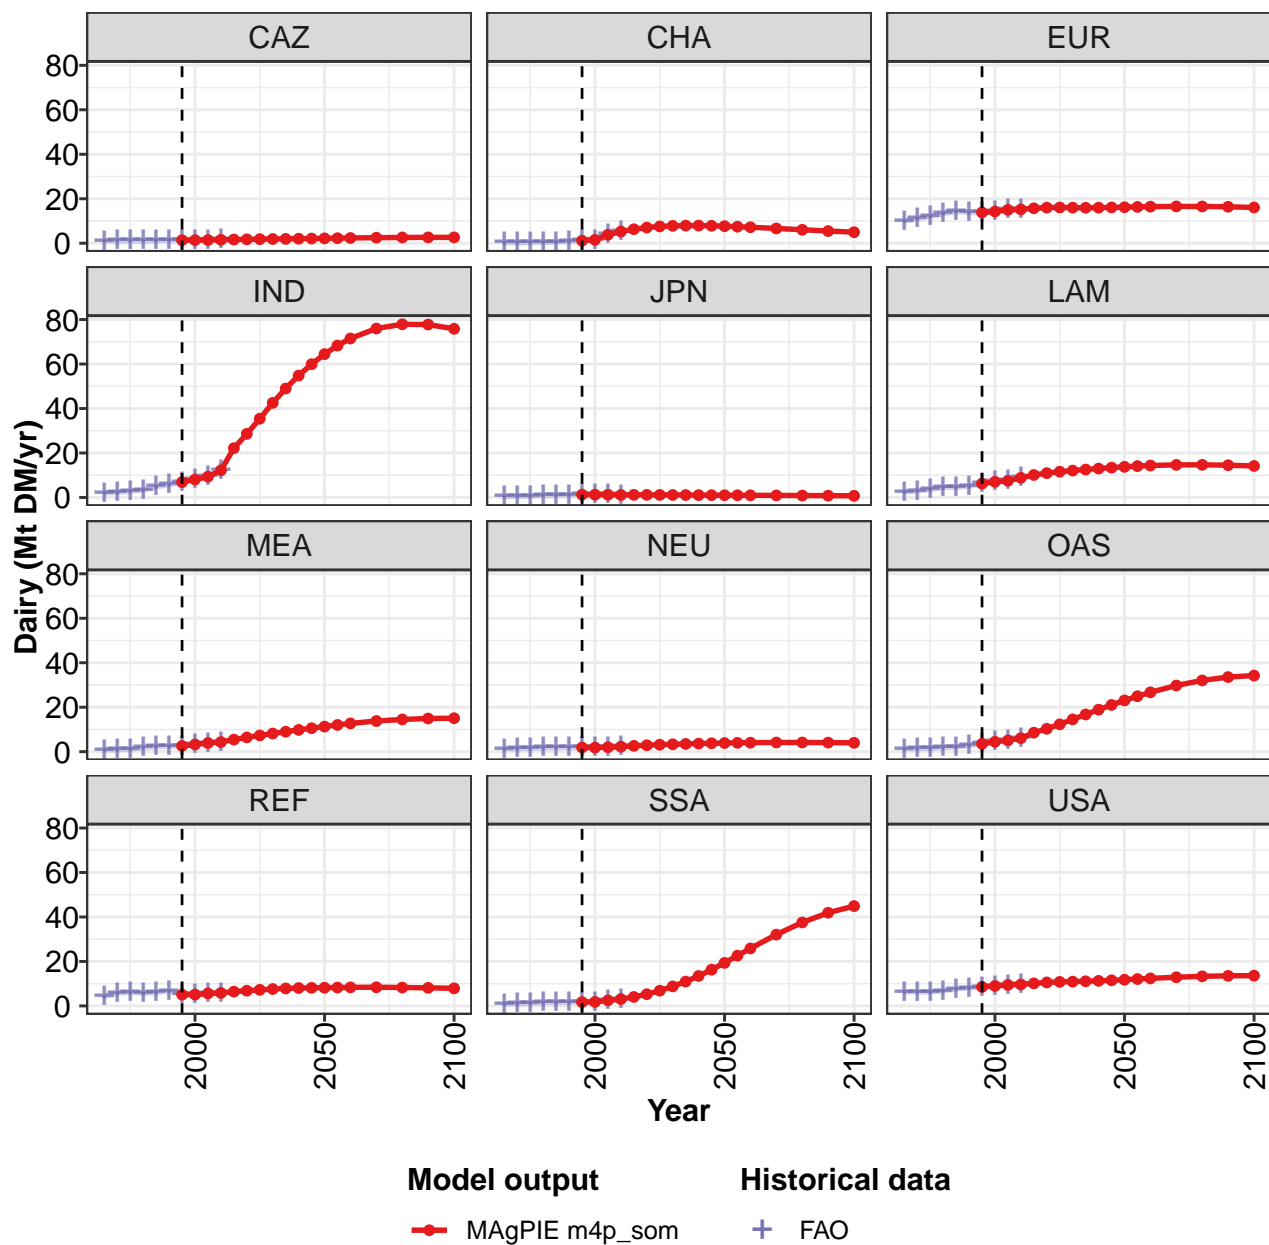 CAZ CHA EUR
80
60
40
20
0
IND JPN LAM
80
60
40
20
0
MEA NEU OAS
80
60
40
20
0
REF SSA USA
80
60
40
20
0
Dairy (Mt DM/yr)
2000 2050 2100 2000 2050 2100 2000 2050 2100
Year
Model output Historical data
MAgPIE m4p_som FAO